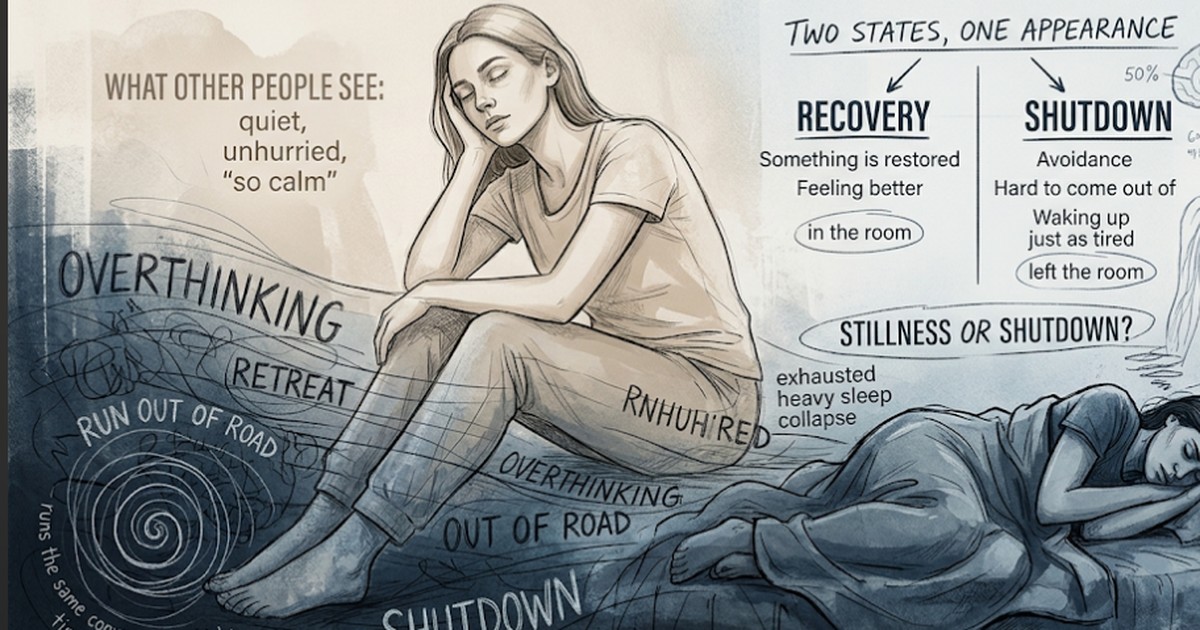 WHAT OTHER PEOPLE SEE:
quiet,
unhurried,
“so calm”
OVERTHINKING
RETREAT
RUN OUT OF ROAD
runs the same
RNHUH'RED
OVERTHINKING
OUT OF ROAD
SHUTDOWN
TWO STATES, ONE APPEARANCE
50%
RECOVERY
Something is restored
Feeling better
in the room
SHUTDOWN
Avoidance
Hard to come out of
Waking up
just as tired
left the room
STILLNESS OR SHUTDOWN?
exhausted
heavy sleep
collapse